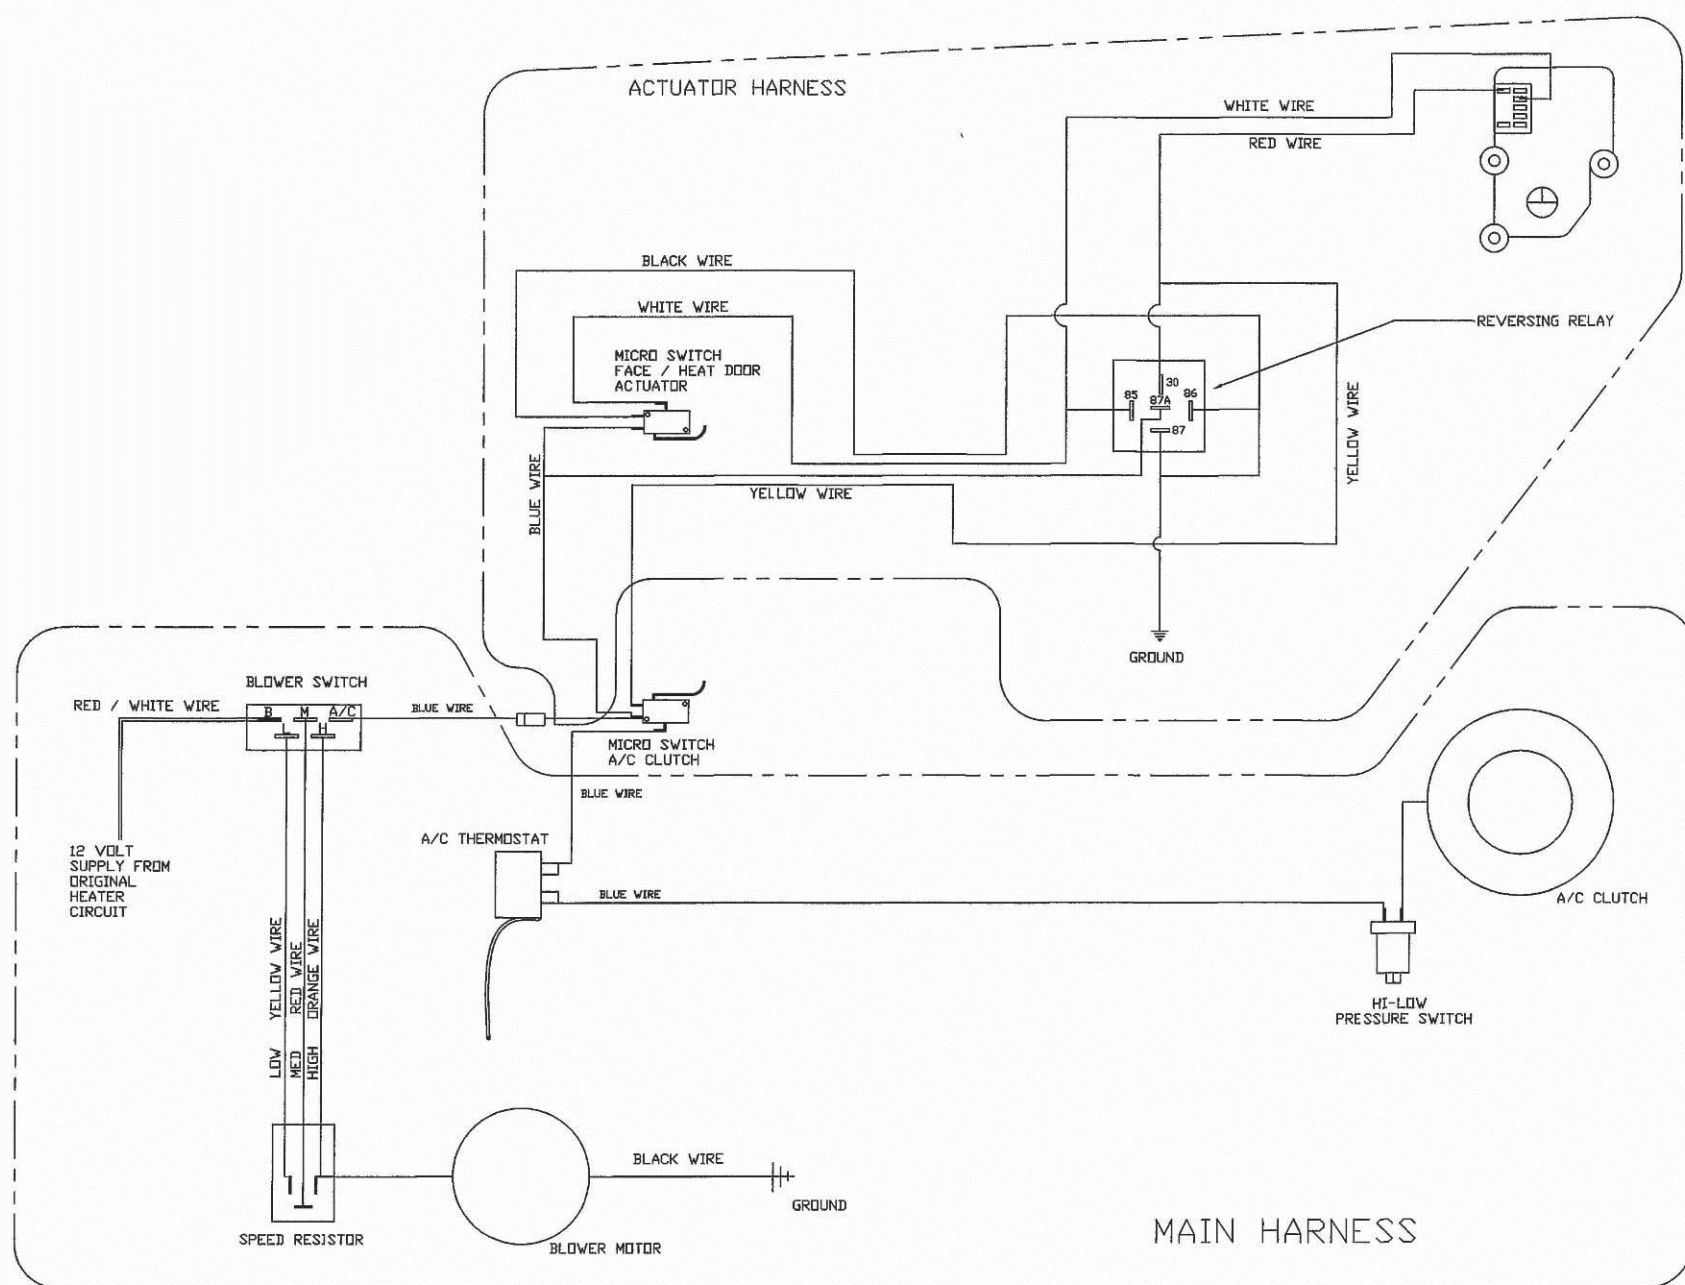 ACTUATOR HARNESS
WHITE WIRE
RED WIRE
BLACK WIRE
WHITE WIRE
REVERSING RELAY
MICRO SWITCH
FACE / HEAT DOOR
ACTUATOR
30
85
87A
86
87
YELLOW WIRE
BLUE WIRE
YELLOW WIRE
GROUND
BLOWER SWITCH
RED / WHITE WIRE
B
M
A/C
L
H
BLUE WIRE
MICRO SWITCH
A/C CLUTCH
BLUE WIRE
A/C THERMOSTAT
12 VOLT
SUPPLY FROM
ORIGINAL
HEATER
CIRCUIT
BLUE WIRE
A/C CLUTCH
LOW YELLOW WIRE
MED RED WIRE
HIGH ORANGE WIRE
HI-LOW
PRESSURE SWITCH
BLACK WIRE
GROUND
SPEED RESISTOR
BLOWER MOTOR
MAIN HARNESS